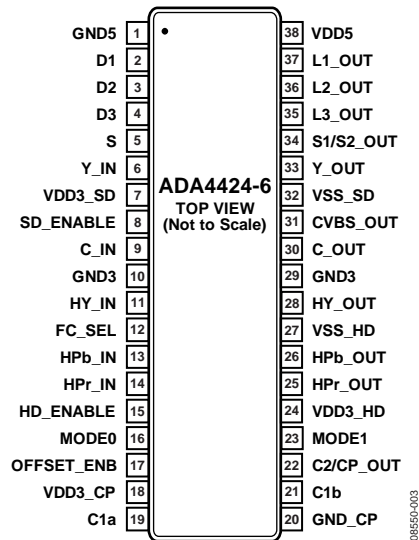 GND5 1
D1 2
D2 3
D3 4
S 5
Y_IN 6
VDD3_SD 7
SD_ENABLE 8
C_IN 9
GND3 10
HY_IN 11
FC_SEL 12
HPb_IN 13
HPr_IN 14
HD_ENABLE 15
MODE0 16
OFFSET_ENB 17
VDD3_CP 18
C1a 19
ADA4424-6
TOP VIEW
(Not to Scale)
38 VDD5
37 L1_OUT
36 L2_OUT
35 L3_OUT
34 S1/S2_OUT
33 Y_OUT
32 VSS_SD
31 CVBS_OUT
30 C_OUT
29 GND3
28 HY_OUT
27 VSS_HD
26 HPb_OUT
25 HPr_OUT
24 VDD3_HD
23 MODE1
22 C2/CP_OUT
21 C1b
20 GND_CP
08550-003